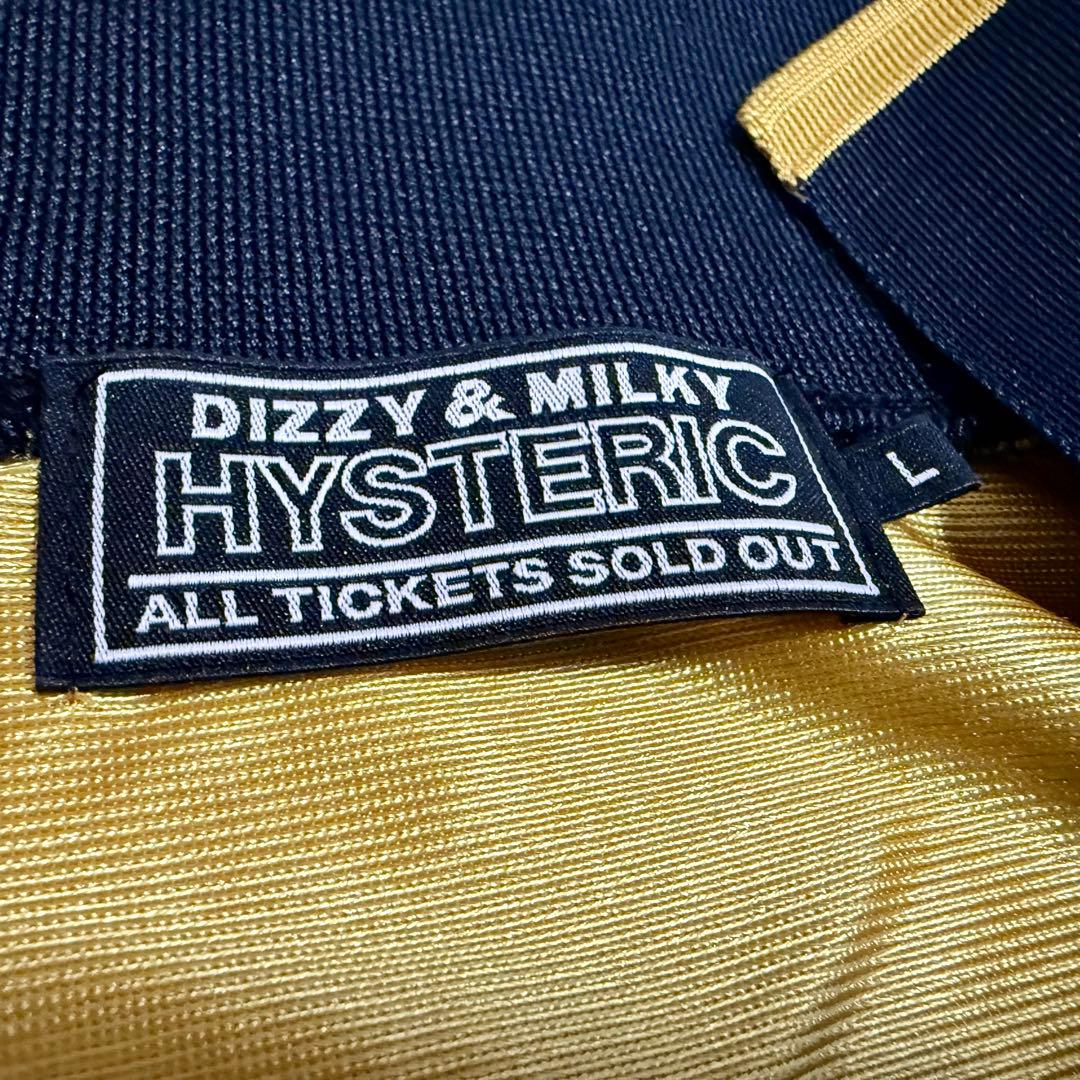 DIZZY & MILKY
HYSTERIC
ALL TICKETS SOLD OUT
L